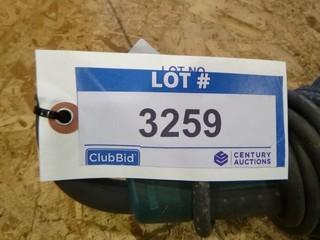 LOT NO.
LOT #
3259
ClubBid
CENTURY
AUCTIONS